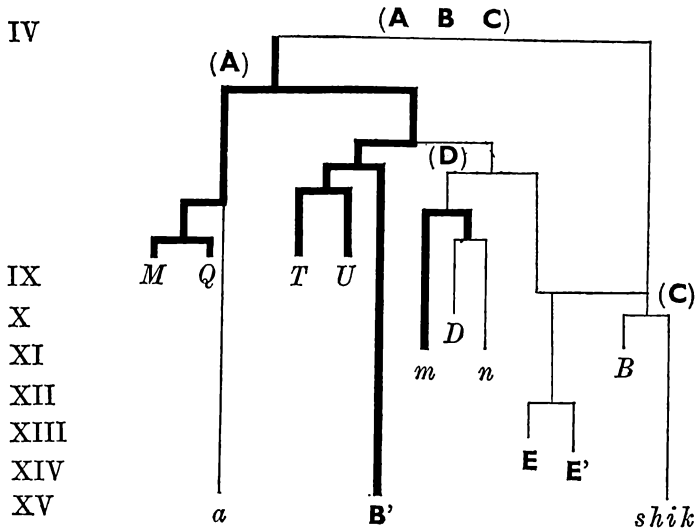 IV (A B C)
(A)
(D)
IX M Q T U (C)
X D
XI m n B
XII
XIII
XIV E E'
XV a B' shik